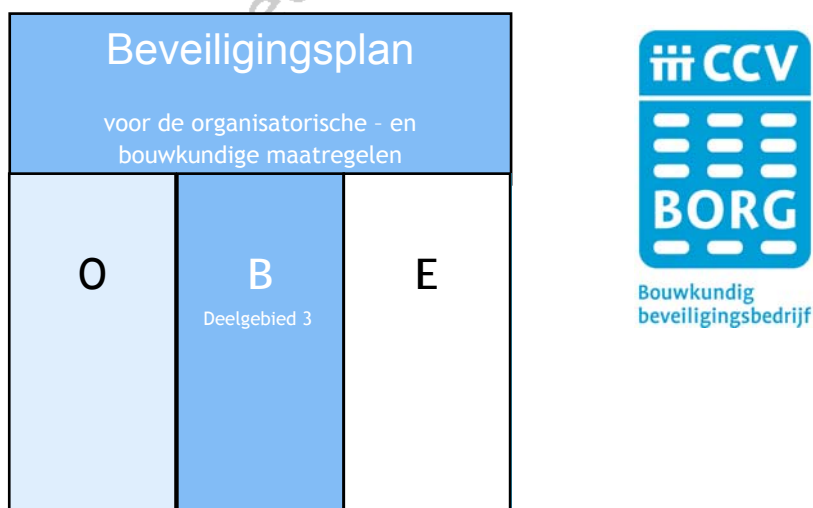 Beveiligingsplan
voor de organisatorische – en
bouwkundige maatregelen
O
B
E
Deelgebied 3
CCV
BORG
Bouwkundig
beveiligingsbedrijf